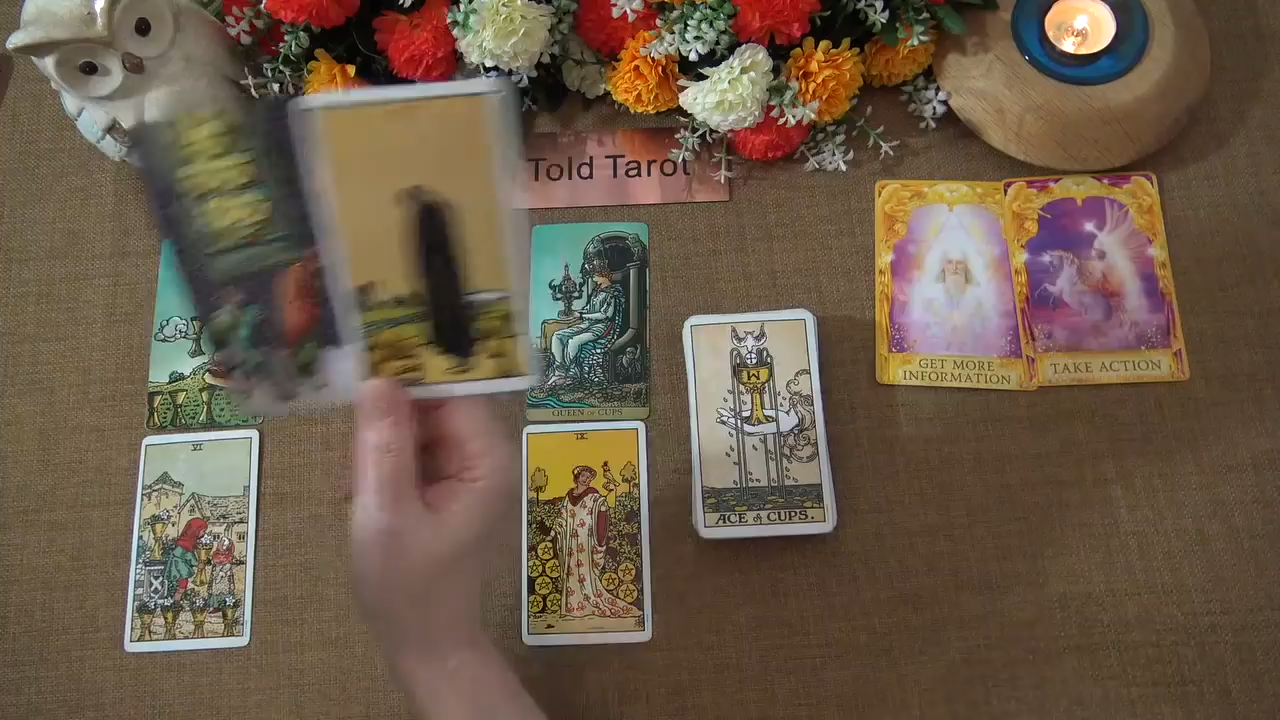 Told Tarot
QUEEN OF CUPS
GET MORE
INFORMATION
TAKE ACTION
VI
IX
ACE of CUPS.